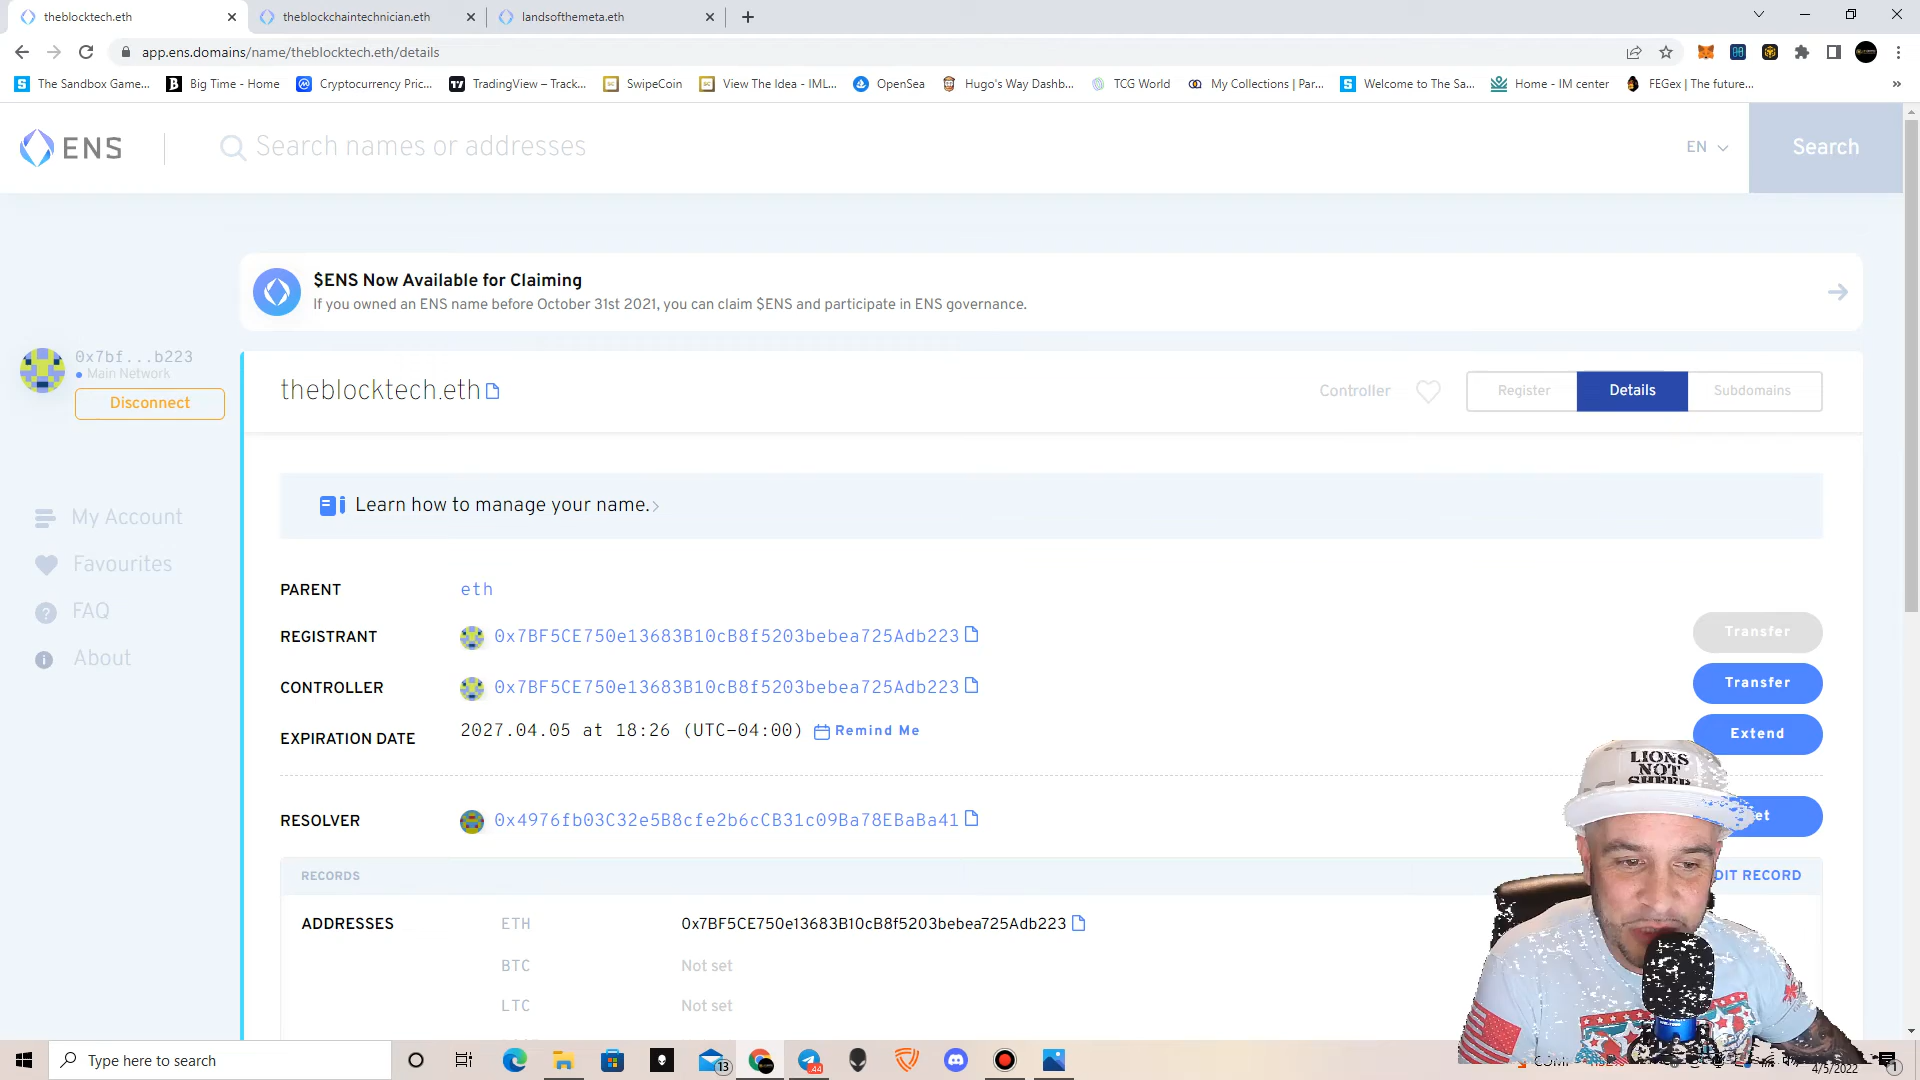 theblocktech.eth
theblockchaintechnician.eth
landsofthemeta.eth
app.ens.domains/name/theblocktech.eth/details
The Sandbox Game...
Big Time - Home
Cryptocurrency Pric...
TradingView – Track...
SwipeCoin
View The Idea - IML...
OpenSea
Hugo's Way Dashb...
TCG World
My Collections | Par...
Welcome to The Sa...
Home - IM center
FEGex | The future...
ENS
Search names or addresses
EN
Search
$ENS Now Available for Claiming
If you owned an ENS name before October 31st 2021, you can claim $ENS and participate in ENS governance.
0x7bf...b223
Main Network
Disconnect
theblocktech.eth
Controller
Register
Details
Subdomains
Learn how to manage your name.
My Account
Favourites
FAQ
About
PARENT
eth
REGISTRANT
0x7BF5CE750e13683B10cB8f5203bebea725Adb223
Transfer
CONTROLLER
0x7BF5CE750e13683B10cB8f5203bebea725Adb223
Transfer
EXPIRATION DATE
2027.04.05 at 18:26 (UTC-04:00)
Remind Me
Extend
LIONS
NOT
SHEEP
RESOLVER
0x4976fb03C32e5B8cfe2b6cCB31c09Ba78EBaBa41
RECORDS
DIT RECORD
ADDRESSES
ETH
0x7BF5CE750e13683B10cB8f5203bebea725Adb223
BTC
Not set
LTC
Not set
Type here to search
13
44
4/5/2022
1